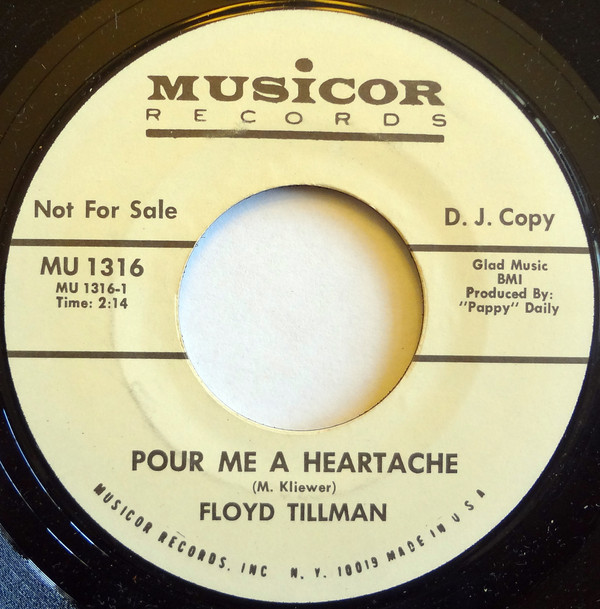 MUSICOR
RECORDS
Not For Sale
D. J. Copy
MU 1316
MU 1316-1
Time: 2:14
Glad Music
BMI
Produced By:
"Pappy" Daily
POUR ME A HEARTACHE
(M. Kliewer)
FLOYD TILLMAN
MUSICOR RECORDS, INC N. Y. 10019 MADE IN U S A